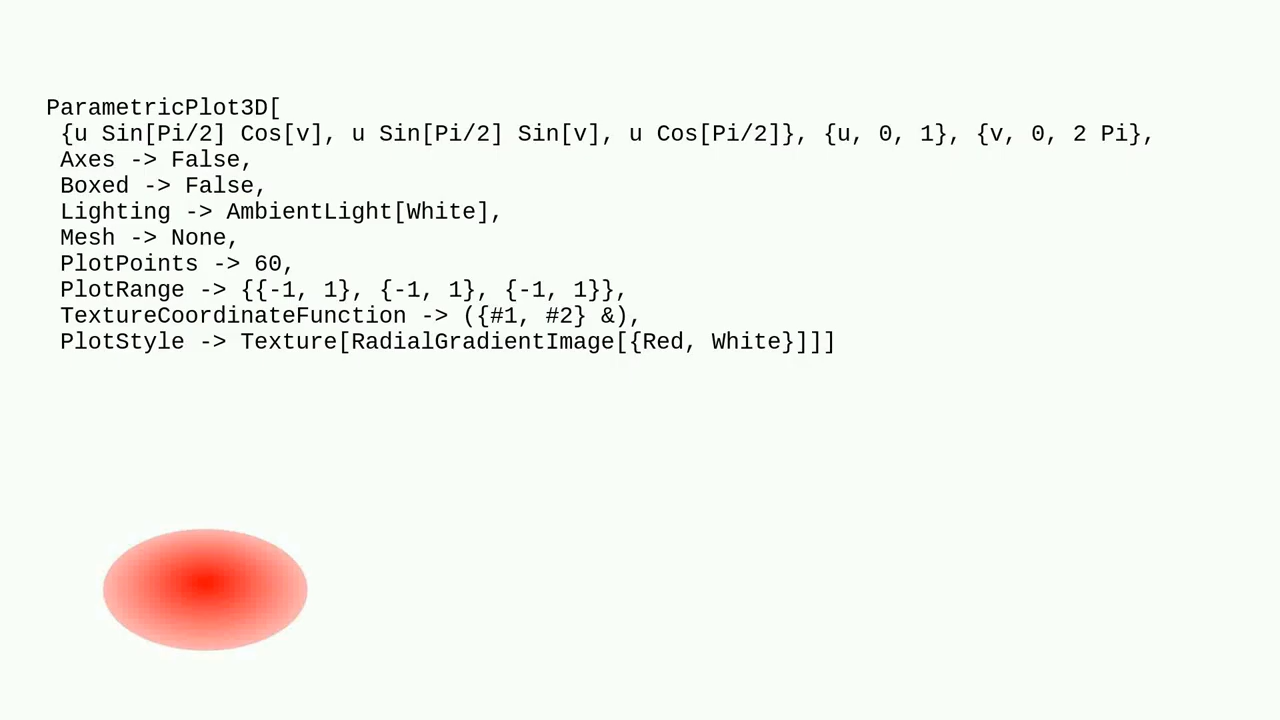 ParametricPlot3D[
{u Sin[Pi/2] Cos[v], u Sin[Pi/2] Sin[v], u Cos[Pi/2]}, {u, 0, 1}, {v, 0, 2 Pi},
Axes -> False,
Boxed -> False,
Lighting -> AmbientLight[White],
Mesh -> None,
PlotPoints -> 60,
PlotRange -> {{-1, 1}, {-1, 1}, {-1, 1}},
TextureCoordinateFunction -> ({#1, #2} &),
PlotStyle -> Texture[RadialGradientImage[{Red, White}]]]